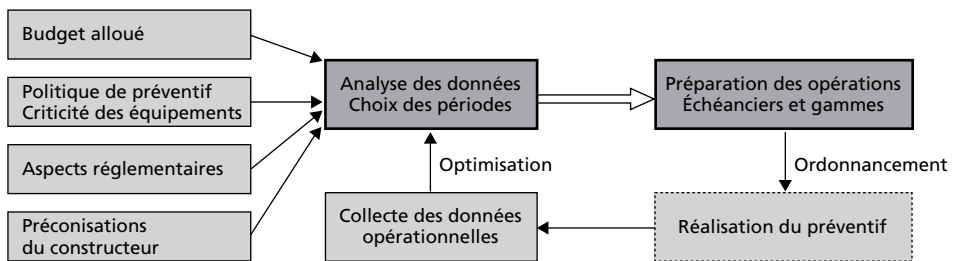 Budget alloué
Politique de préventif
Criticité des équipements
Aspects réglementaires
Préconisations
du constructeur
Analyse des données
Choix des périodes
Optimisation
Collecte des données
opérationnelles
Préparation des opérations
Échéanciers et gammes
Ordonnancement
Réalisation du préventif